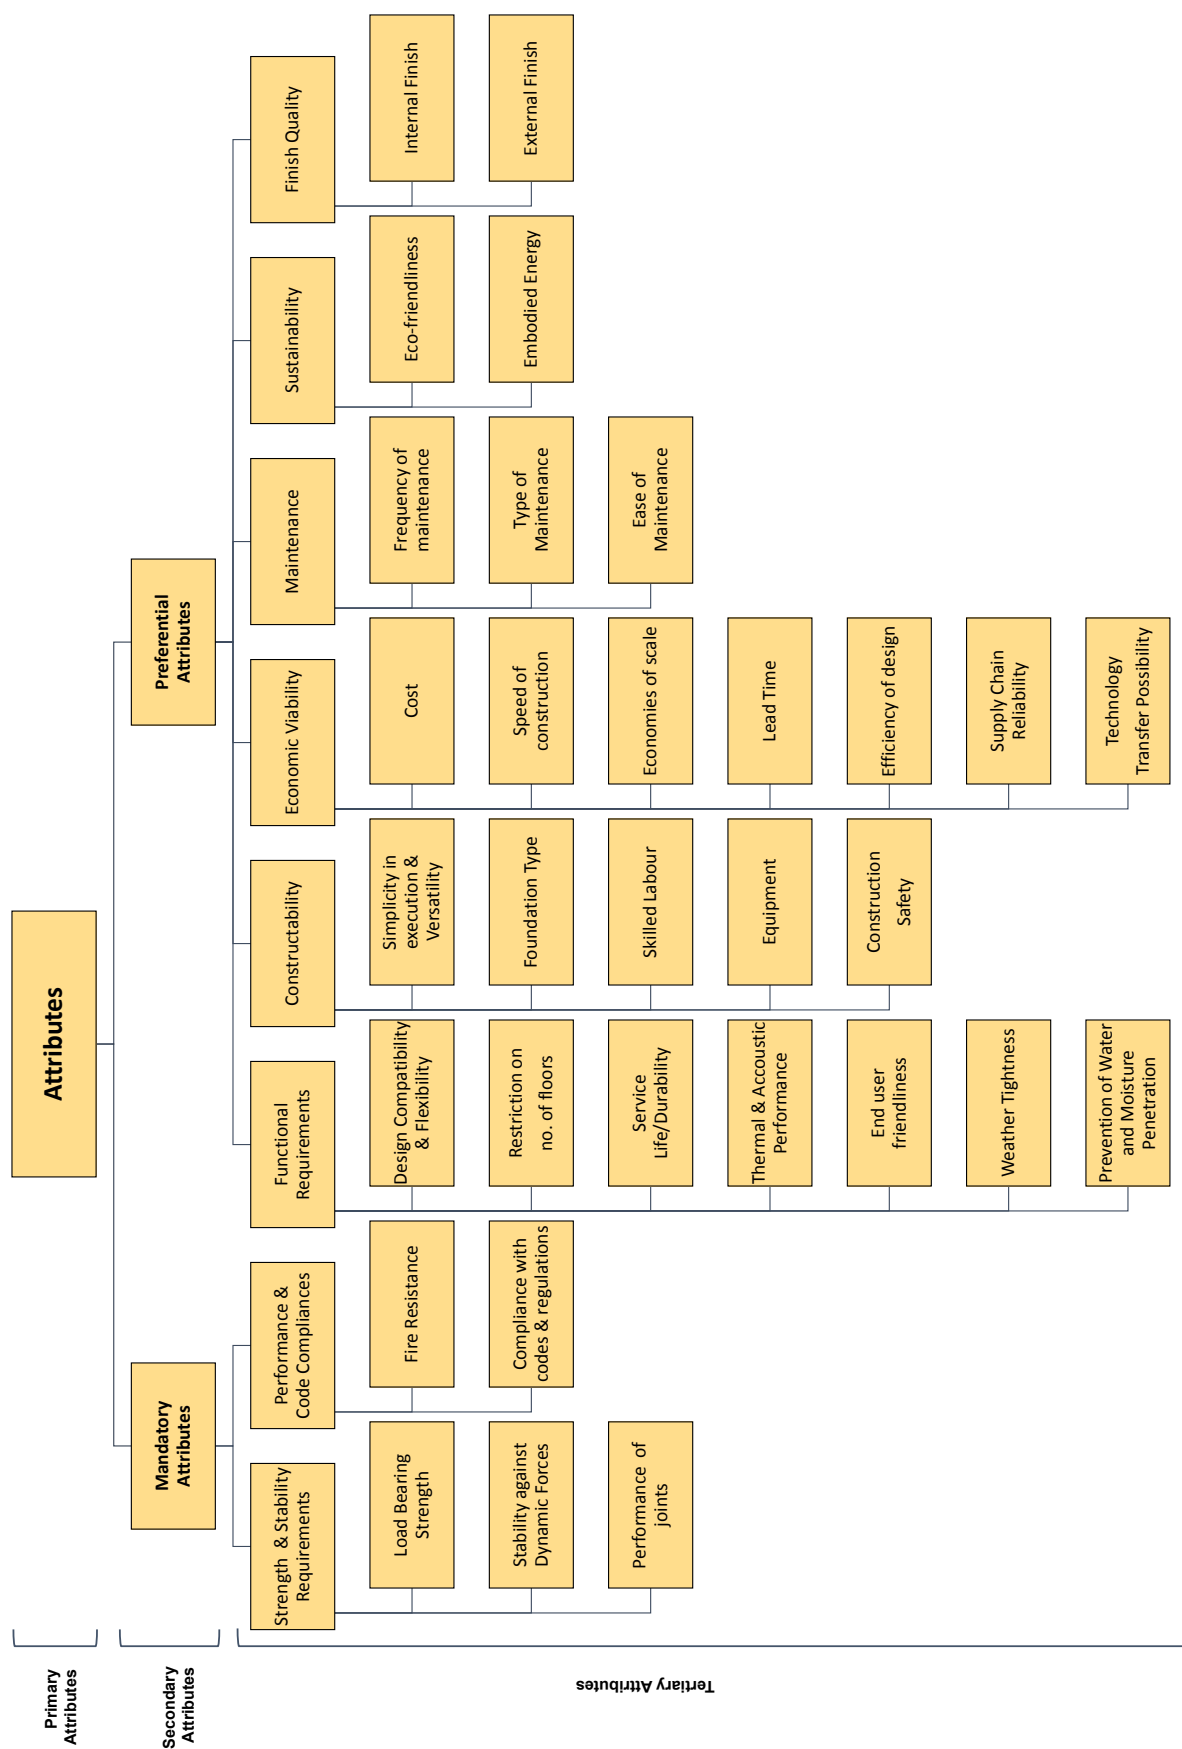 Primary
Attributes
Attributes
Secondary
Attributes
Mandatory
Attributes
Preferential
Attributes
Tertiary Attributes
Strength & Stability
Requirements
Load Bearing
Strength
Stability against
Dynamic Forces
Performance of
joints
Performance &
Code Compliances
Fire Resistance
Compliance with
codes & regulations
Functional
Requirements
Design Compatibility
& Flexibility
Restriction on
no. of floors
Service
Life/Durability
Thermal & Accoustic
Performance
End user
friendliness
Weather Tightness
Prevention of Water
and Moisture
Penetration
Constructability
Simplicity in
execution &
Versatility
Foundation Type
Skilled Labour
Equipment
Construction
Safety
Economic Viability
Cost
Speed of
construction
Economies of scale
Lead Time
Efficiency of design
Supply Chain
Reliability
Technology
Transfer Possibility
Maintenance
Frequency of
maintenance
Type of
Maintenance
Ease of
Maintenance
Sustainability
Eco-friendliness
Embodied Energy
Finish Quality
Internal Finish
External Finish